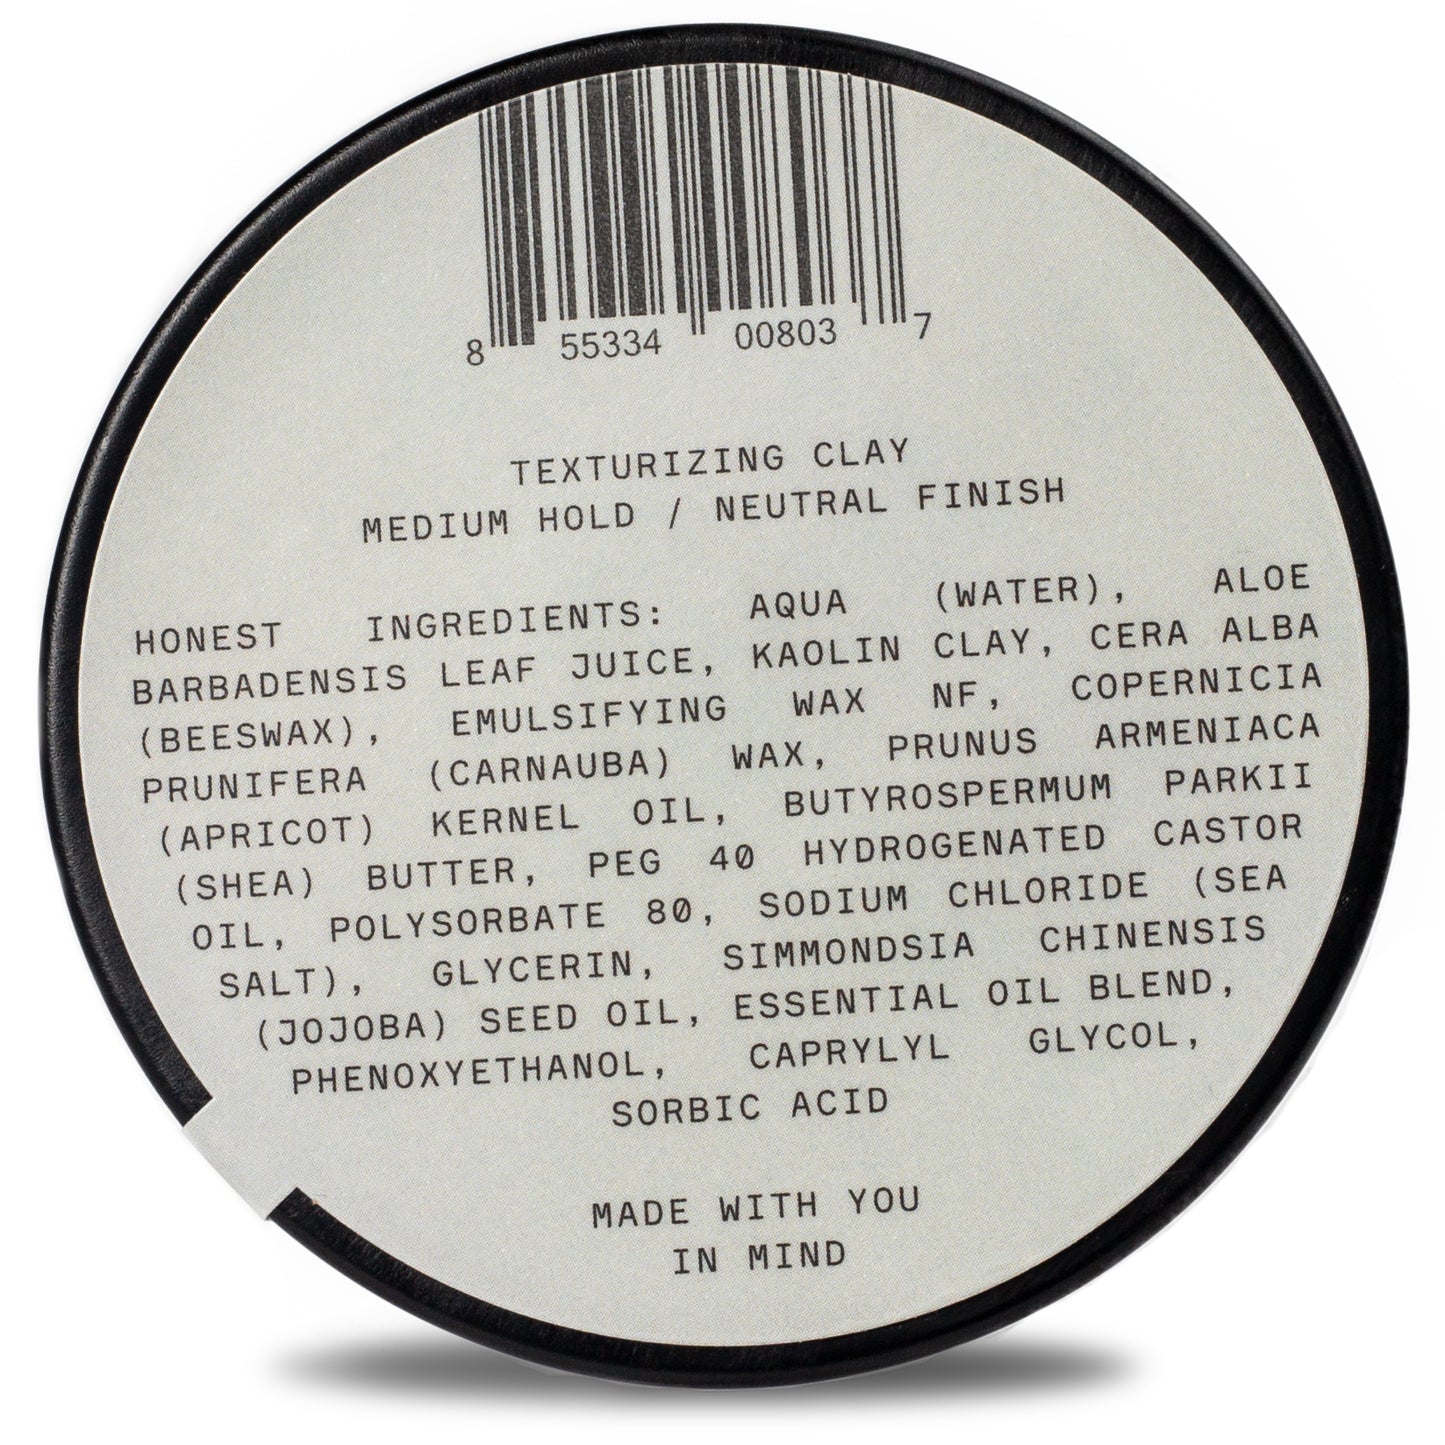 8 55334 00803 7
TEXTURIZING CLAY
MEDIUM HOLD / NEUTRAL FINISH
HONEST INGREDIENTS: AQUA (WATER), ALOE
BARBADENSIS LEAF JUICE, KAOLIN CLAY, CERA ALBA
(BEESWAX), EMULSIFYING WAX NF, COPERNICIA
PRUNIFERA (CARNAUBA) WAX, PRUNUS ARMENIACA
(APRICOT) KERNEL OIL, BUTYROSPERMUM PARKII
(SHEA) BUTTER, PEG 40 HYDROGENATED CASTOR
OIL, POLYSORBATE 80, SODIUM CHLORIDE (SEA
SALT), GLYCERIN, SIMMONDSIA CHINENSIS
(JOJOBA) SEED OIL, ESSENTIAL OIL BLEND,
PHENOXYETHANOL, CAPRYLYL GLYCOL,
SORBIC ACID
MADE WITH YOU
IN MIND